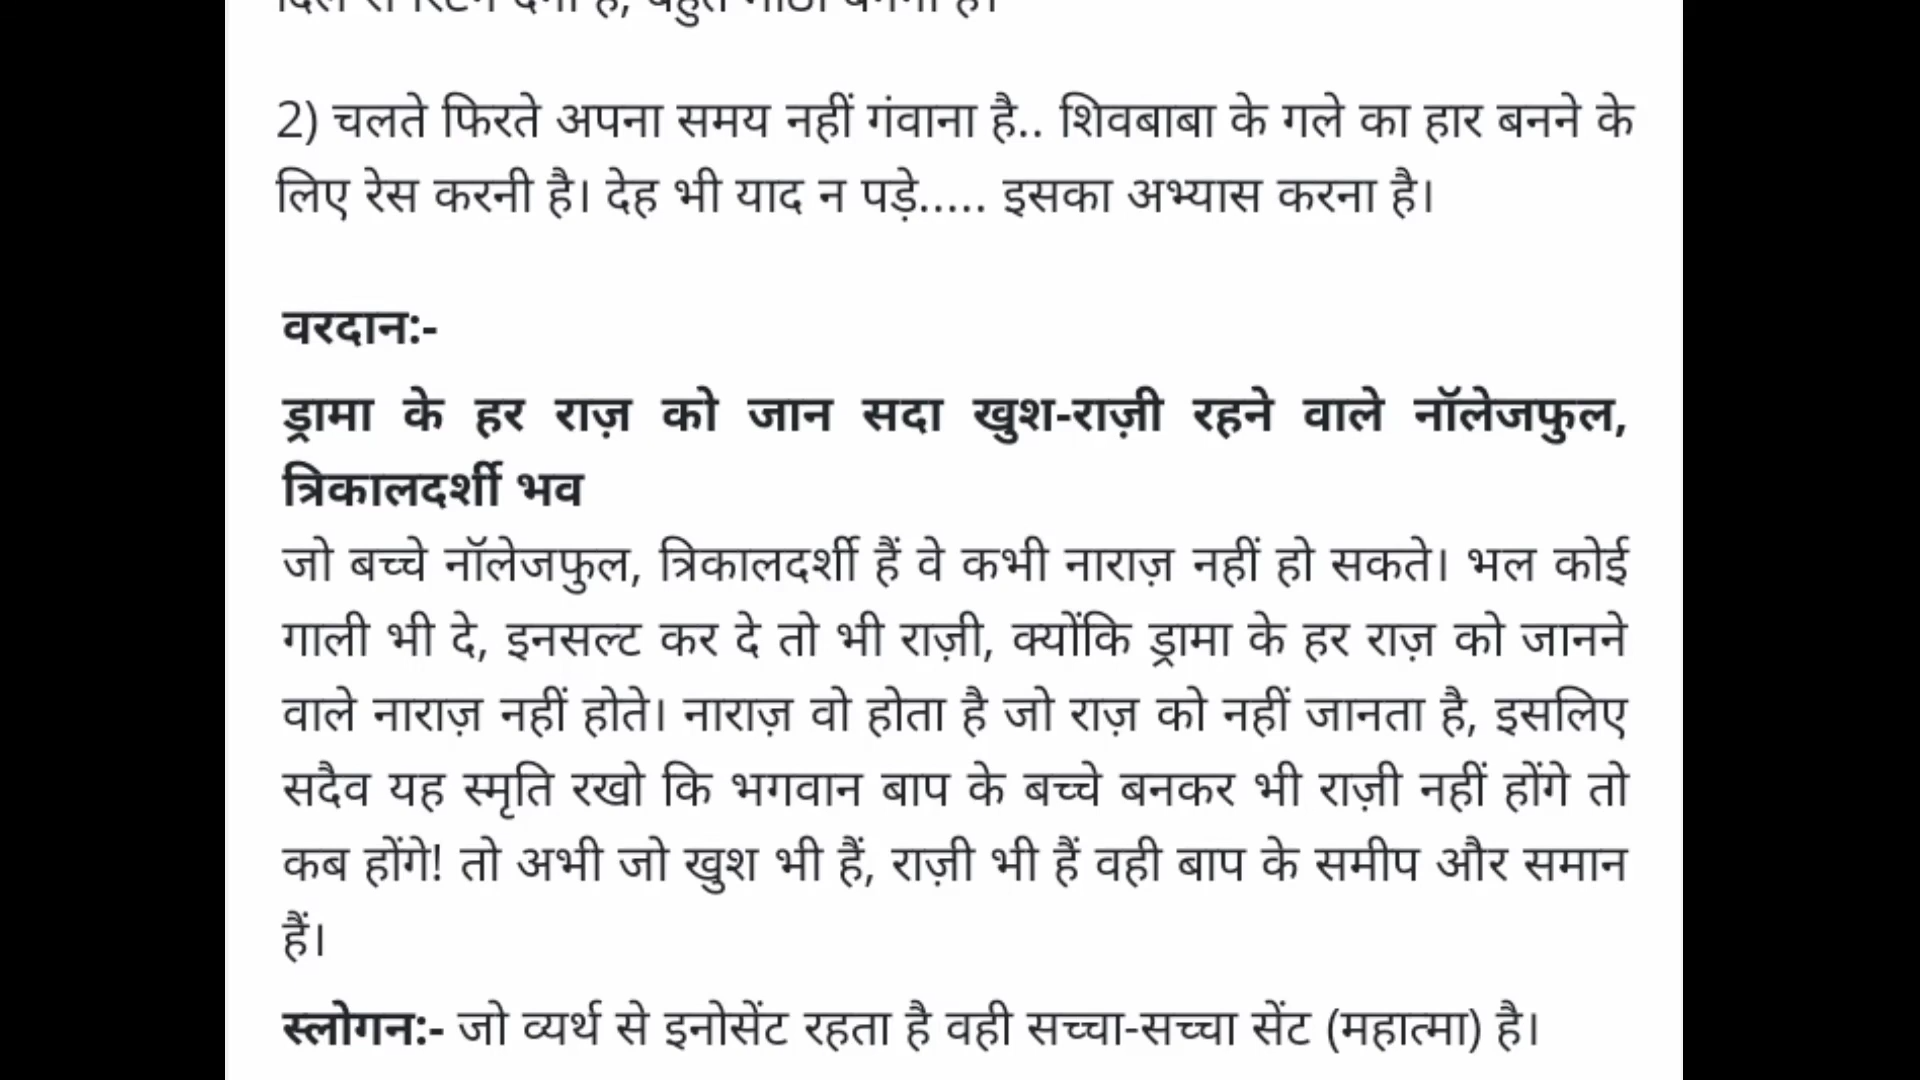 2) चलते फिरते अपना समय नहीं गंवाना है.. शिवबाबा के गले का हार बनने के
लिए रेस करनी है। देह भी याद न पड़े..... इसका अभ्यास करना है।
वरदान:-
ड्रामा के हर राज़ को जान सदा खुश-राज़ी रहने वाले नॉलेजफुल,
त्रिकालदर्शी भव
जो बच्चे नॉलेजफुल, त्रिकालदर्शी हैं वे कभी नाराज़ नहीं हो सकते। भल कोई
गाली भी दे, इनसल्ट कर दे तो भी राज़ी, क्योंकि ड्रामा के हर राज़ को जानने
वाले नाराज़ नहीं होते। नाराज़ वो होता है जो राज़ को नहीं जानता है, इसलिए
सदैव यह स्मृति रखो कि भगवान बाप के बच्चे बनकर भी राज़ी नहीं होंगे तो
कब होंगे! तो अभी जो खुश भी हैं, राज़ी भी हैं वही बाप के समीप और समान
हैं।
स्लोगन:- जो व्यर्थ से इनोसेंट रहता है वही सच्चा-सच्चा सेंट (महात्मा) है।